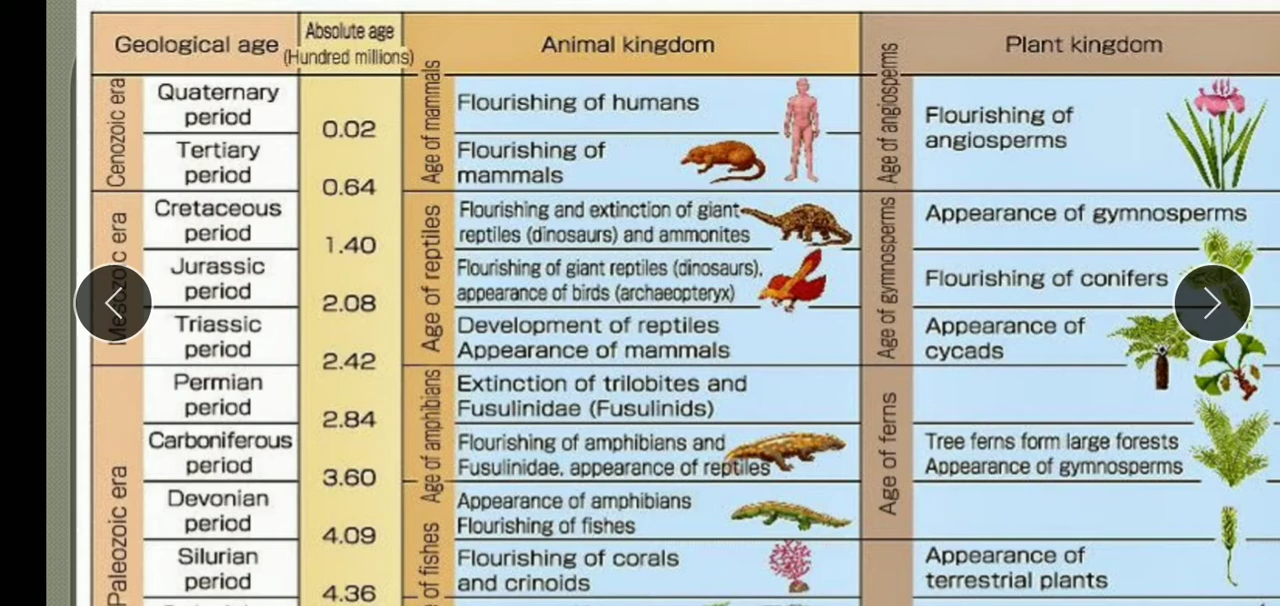 Geological age
Absolute age
(Hundred millions)
Animal kingdom
Plant kingdom
Cenozoic era
Quaternary
period
0.02
Age of mammals
Flourishing of humans
Age of angiosperms
Flourishing of
angiosperms
Tertiary
period
0.64
Flourishing of
mammals
Mesozoic era
Cretaceous
period
1.40
Age of reptiles
Flourishing and extinction of giant
reptiles (dinosaurs) and ammonites
Age of gymnosperms
Appearance of gymnosperms
Jurassic
period
2.08
Flourishing of giant reptiles (dinosaurs),
appearance of birds (archaeopteryx)
Flourishing of conifers
Triassic
period
2.42
Development of reptiles
Appearance of mammals
Appearance of
cycads
Paleozoic era
Permian
period
2.84
Age of amphibians
Extinction of trilobites and
Fusulinidae (Fusulinids)
Age of ferns
Carboniferous
period
3.60
Flourishing of amphibians and
Fusulinidae, appearance of reptiles
Tree ferns form large forests
Appearance of gymnosperms
Devonian
period
4.09
of fishes
Appearance of amphibians
Flourishing of fishes
Silurian
period
4.36
Flourishing of corals
and crinoids
Appearance of
terrestrial plants